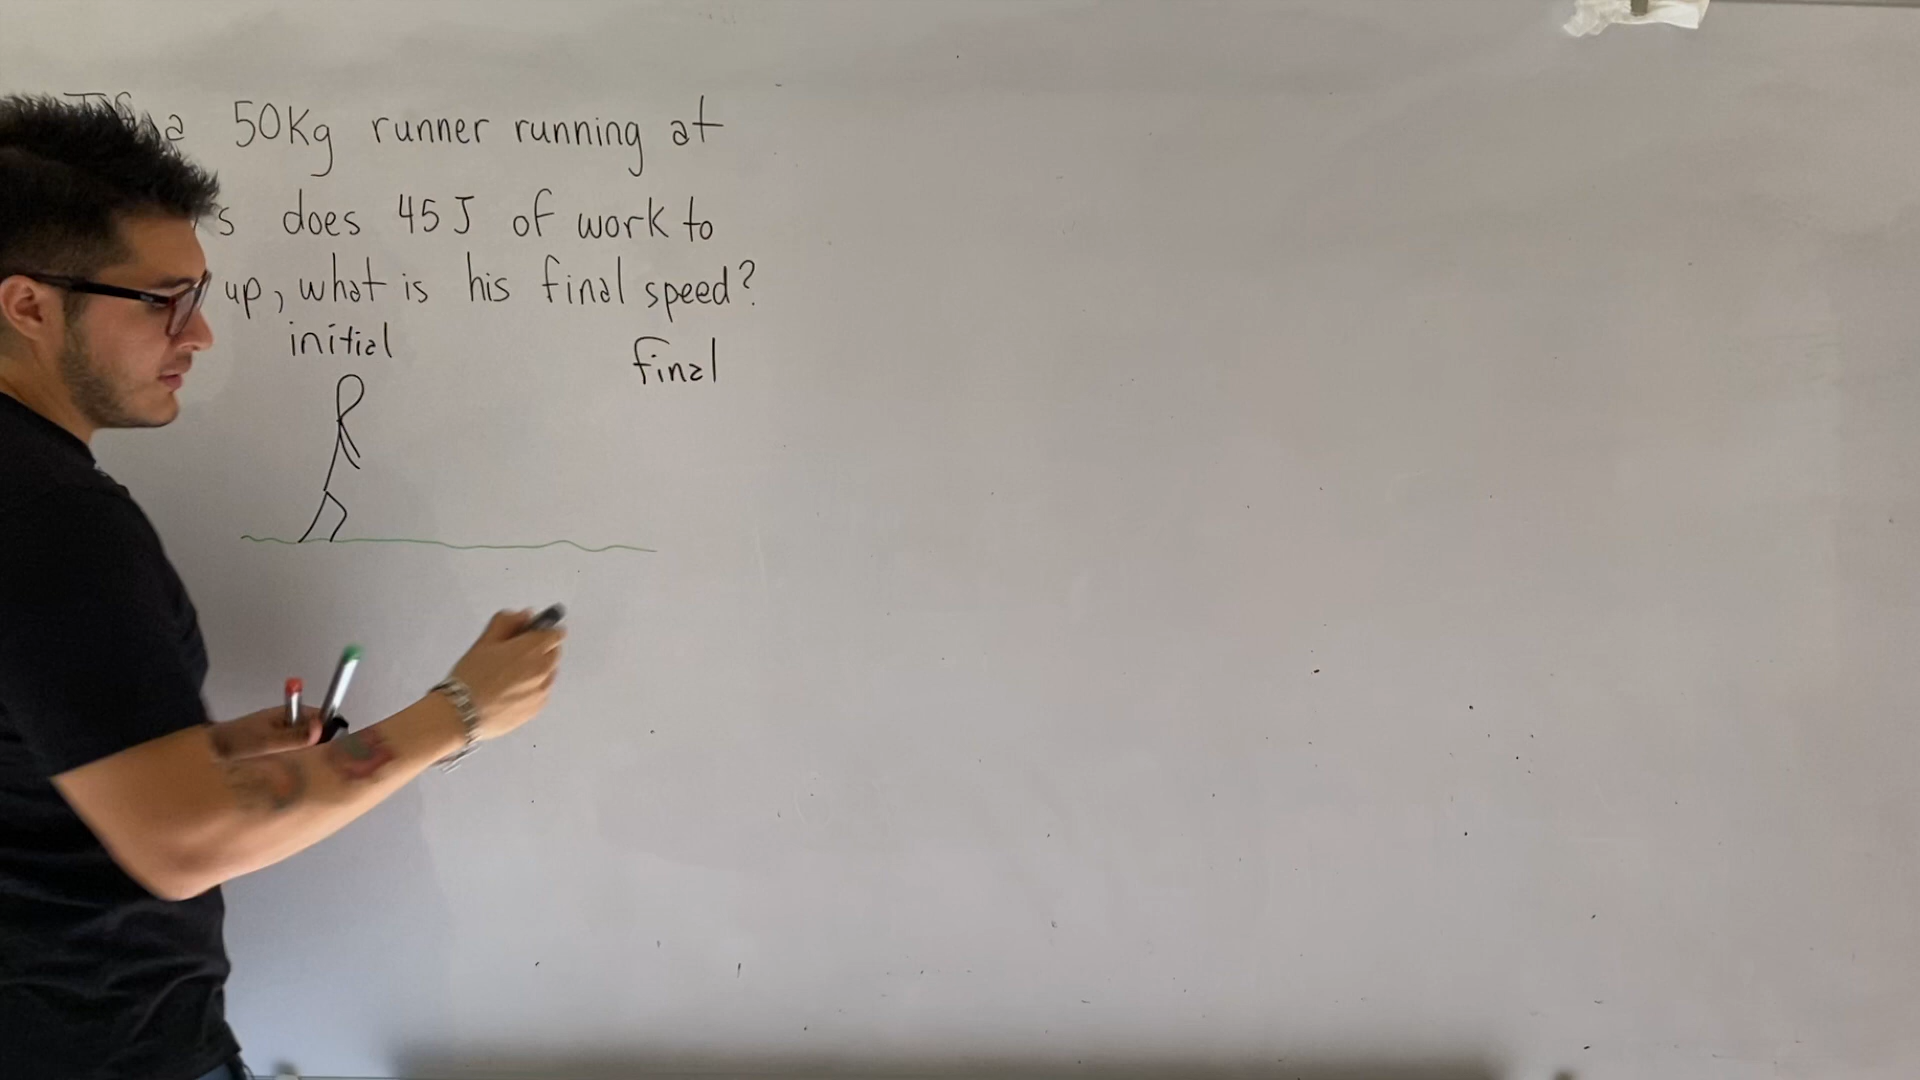 a 50Kg runner running at
s does 45 J of work to
up, what is his final speed?
initial
final